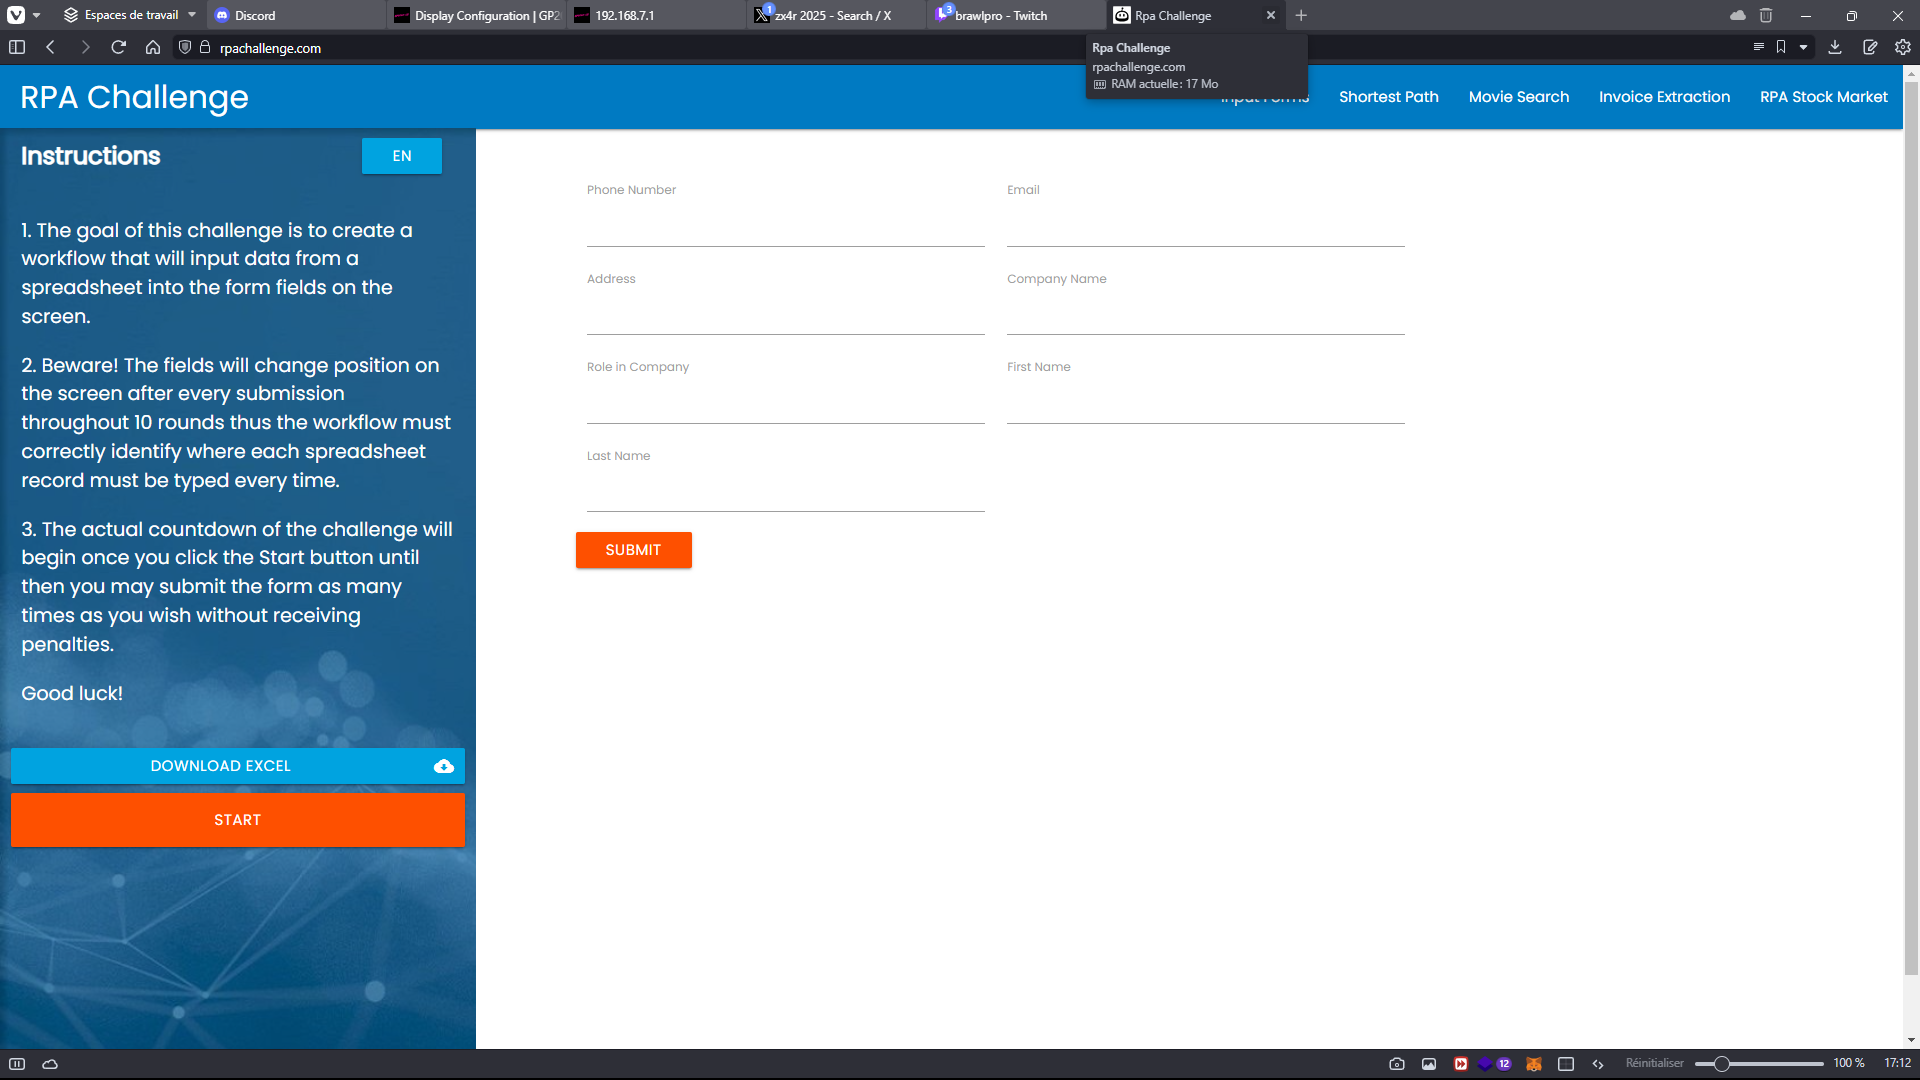 Espaces de travail
Discord
Display Configuration | GP2
192.168.7.1
1
zx4r 2025 - Search / X
3
brawlpro - Twitch
Rpa Challenge
rpachallenge.com
Rpa Challenge
rpachallenge.com
RAM actuelle: 17 Mo
RPA Challenge
Input Forms
Shortest Path
Movie Search
Invoice Extraction
RPA Stock Market
Instructions
EN
1. The goal of this challenge is to create a
workflow that will input data from a
spreadsheet into the form fields on the
screen.
2. Beware! The fields will change position on
the screen after every submission
throughout 10 rounds thus the workflow must
correctly identify where each spreadsheet
record must be typed every time.
3. The actual countdown of the challenge will
begin once you click the Start button until
then you may submit the form as many
times as you wish without receiving
penalties.
Good luck!
DOWNLOAD EXCEL
START
Phone Number
Email
Address
Company Name
Role in Company
First Name
Last Name
SUBMIT
12
Réinitialiser
100 %
17:12